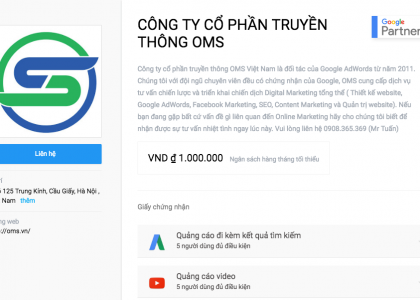 CÔNG TY CỔ PHẦN TRUYỀN
THÔNG OMS
Google
Partner
Công ty cổ phần truyền thông OMS Việt Nam là đối tác của Google AdWords từ năm 2011.
Chúng tôi với đội ngũ chuyên viên đều có chứng nhận của Google, OMS cung cấp dịch vụ
tư vấn chiến lược và triển khai chiến dịch Digital Marketing tổng thể ( Thiết kế website,
Google AdWords, Facebook Marketing, SEO, Content Marketing và Quản trị website). Nếu
bạn đang gặp bất cứ vấn đề gì liên quan đến Online Marketing hãy cho chúng tôi biết để
nhận được sự tư vấn nhiệt tình ngay lúc này. Vui lòng liên hệ 0908.365.369 (Mr Tuấn)
VND ₫ 1.000.000 Ngân sách hàng tháng tối thiểu
Liên hệ
125 Trung Kính, Cầu Giấy, Hà Nội ,
Nam thêm
web
://oms.vn/
Giấy chứng nhận
Quảng cáo đi kèm kết quả tìm kiếm
5 người dùng đủ điều kiện
Quảng cáo video
5 người dùng đủ điều kiện